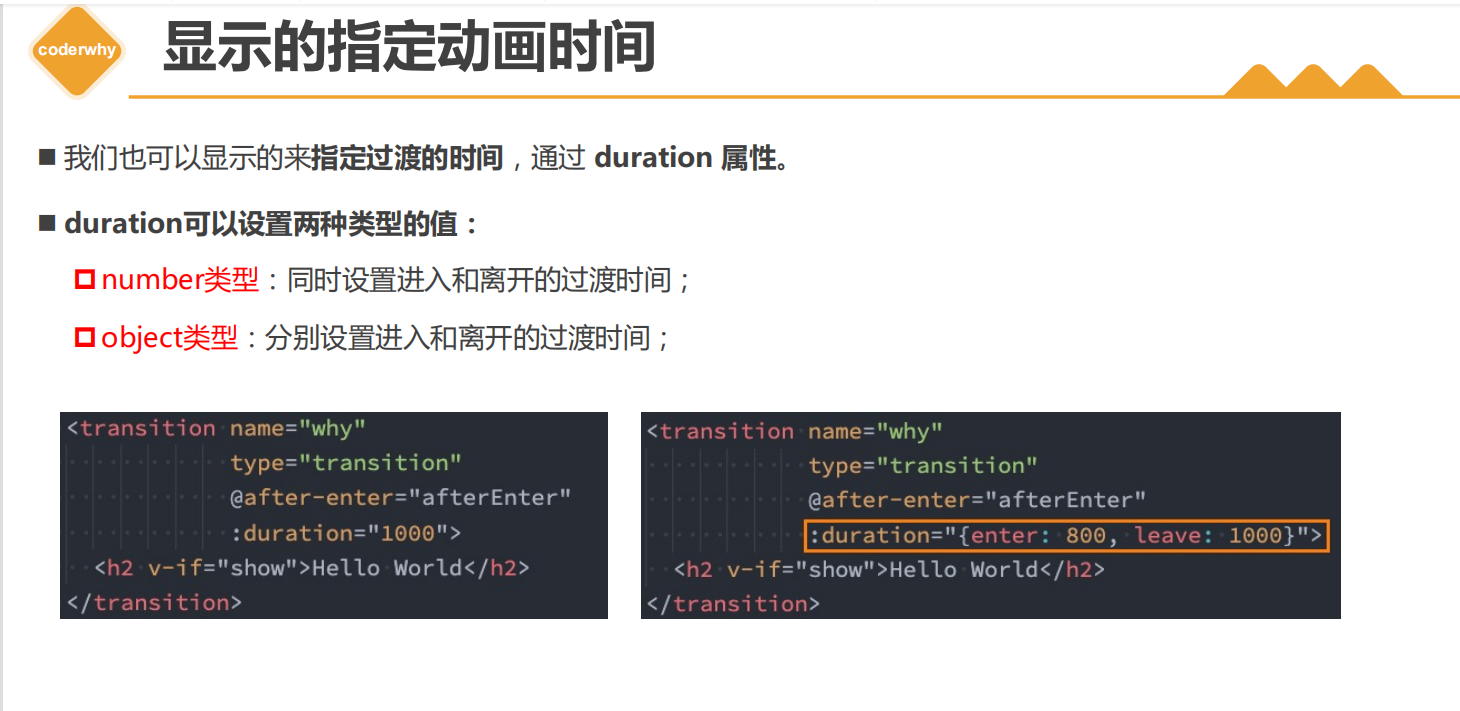 coderwhy
显示的指定动画时间
我们也可以显示的来指定过渡的时间，通过 duration 属性。
duration可以设置两种类型的值：
number类型：同时设置进入和离开的过渡时间；
object类型：分别设置进入和离开的过渡时间；
<transition name="why"
type="transition"
@after-enter="afterEnter"
:duration="1000">
<h2 v-if="show">Hello World</h2>
</transition>
<transition name="why"
type="transition"
@after-enter="afterEnter"
:duration="{enter: 800, leave: 1000}">
<h2 v-if="show">Hello World</h2>
</transition>